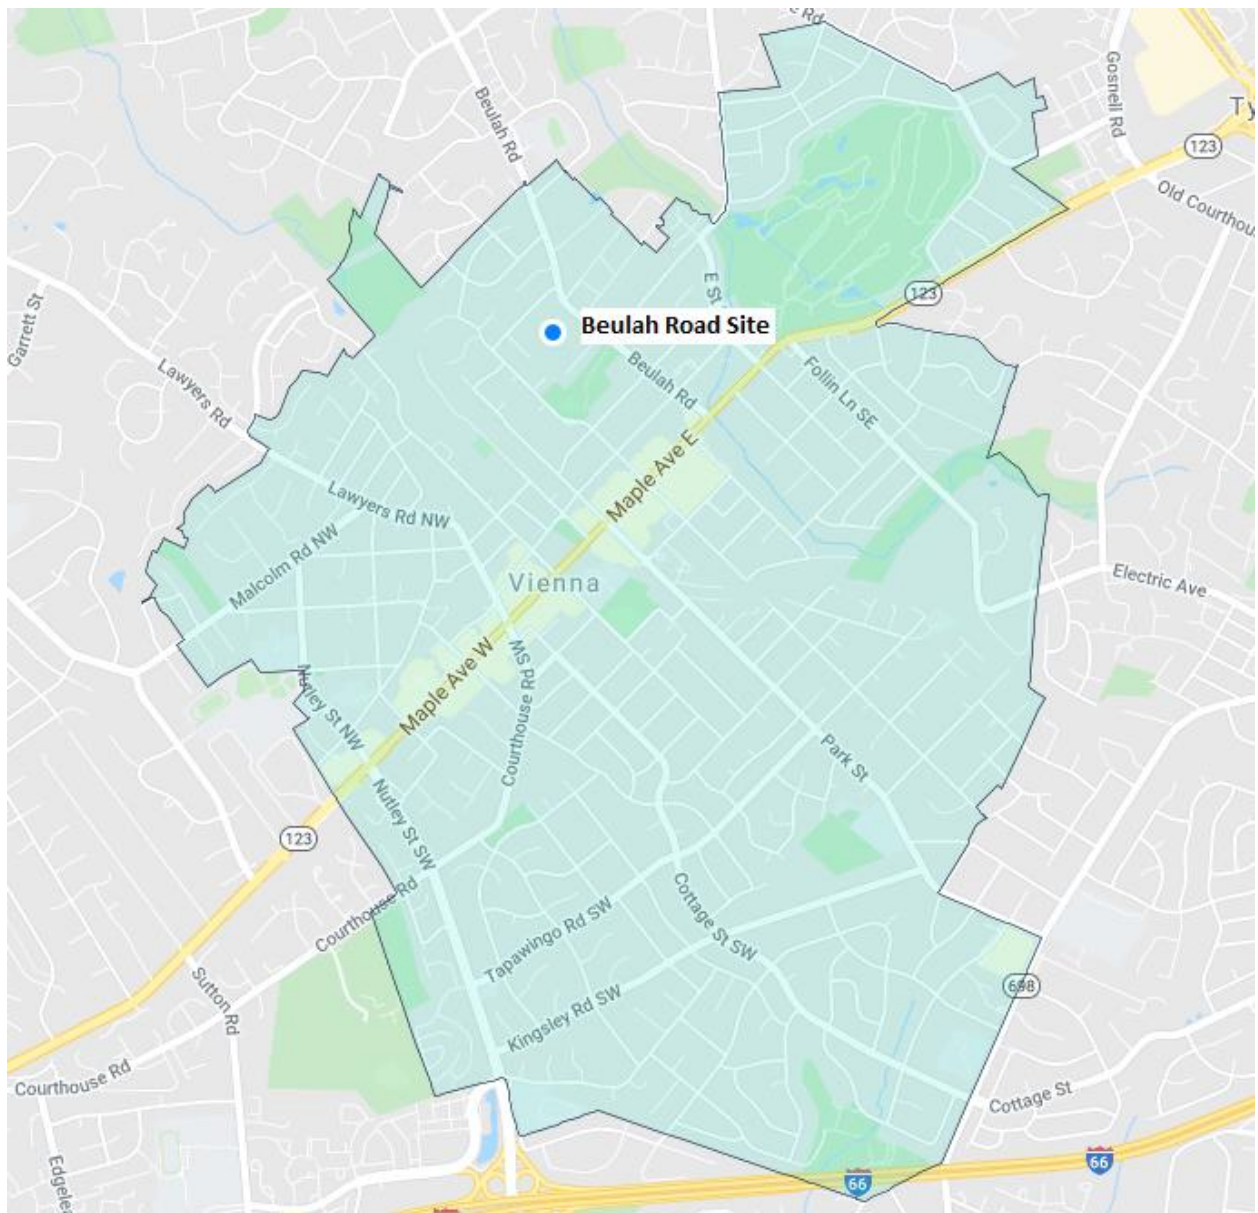 e Rd
Beulah Rd
Gosnell Rd
Ty
123
Old Courthou
Garrett St
E St
123
Beulah Road Site
Lawyers Rd
Beulah Rd
Follin Ln SE
Maple Ave E
Lawyers Rd NW
Malcolm Rd NW
Vienna
Electric Ave
Maple Ave W
Courthouse Rd SW
Nutley St NW
Park St
Nutley St SW
123
Courthouse Rd
Cottage St SW
Tapawingo Rd SW
Sutton Rd
698
Kingsley Rd SW
Courthouse Rd
Cottage St
Edgelea
66
66